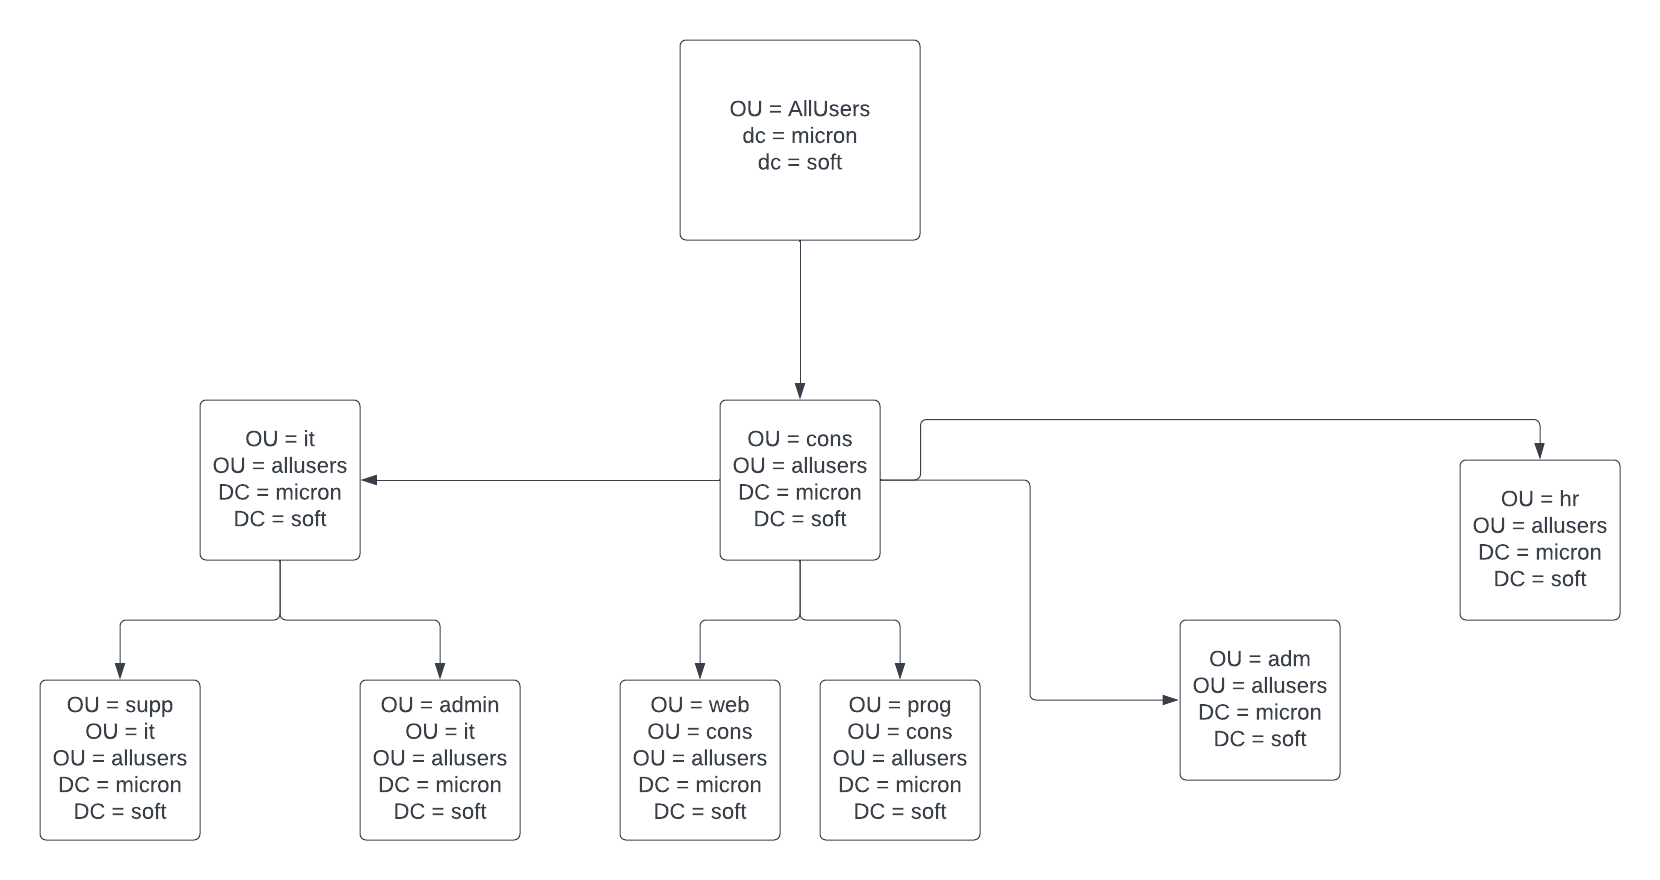 OU = AllUsers
dc = micron
dc = soft
OU = it
OU = allusers
DC = micron
DC = soft
OU = cons
OU = allusers
DC = micron
DC = soft
OU = hr
OU = allusers
DC = micron
DC = soft
OU = adm
OU = allusers
DC = micron
DC = soft
OU = supp
OU = it
OU = allusers
DC = micron
DC = soft
OU = admin
OU = it
OU = allusers
DC = micron
DC = soft
OU = web
OU = cons
OU = allusers
DC = micron
DC = soft
OU = prog
OU = cons
OU = allusers
DC = micron
DC = soft